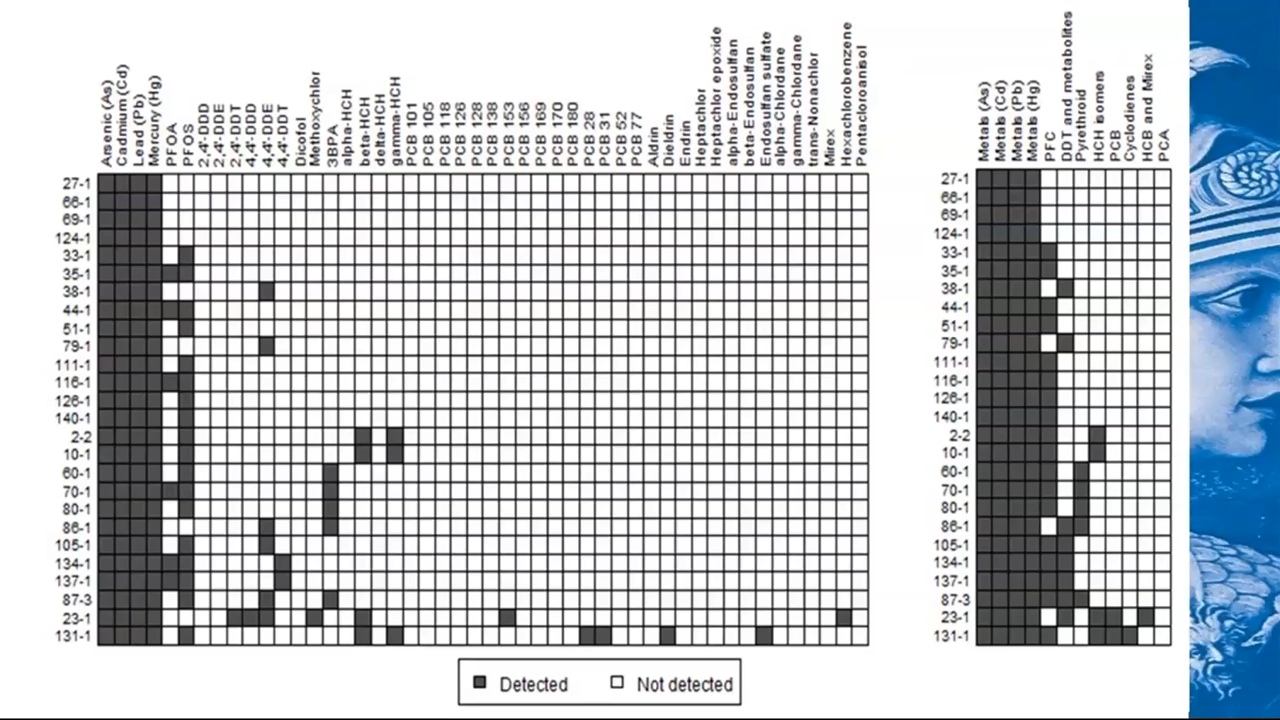 Arsenic (As)
Cadmium (Cd)
Lead (Pb)
Mercury (Hg)
PFOA
PFOS
2,4'-DDD
2,4'-DDE
2,4'-DDT
4,4'-DDD
4,4'-DDE
4,4'-DDT
Dicofol
Methoxychlor
3BPA
alpha-HCH
beta-HCH
delta-HCH
gamma-HCH
PCB 101
PCB 105
PCB 118
PCB 126
PCB 128
PCB 138
PCB 153
PCB 156
PCB 169
PCB 170
PCB 180
PCB 28
PCB 31
PCB 52
PCB 77
Aldrin
Dieldrin
Endrin
Heptachlor
Heptachlor epoxide
alpha-Endosulfan
beta-Endosulfan
Endosulfan sulfate
alpha-Chlordane
gamma-Chlordane
trans-Nonachlor
Mirex
Hexachlorobenzene
Pentacloroanisol
27-1
66-1
69-1
124-1
33-1
35-1
38-1
44-1
51-1
79-1
111-1
116-1
126-1
140-1
2-2
10-1
60-1
70-1
80-1
86-1
105-1
134-1
137-1
87-3
23-1
131-1
Metals (As)
Metals (Cd)
Metals (Pb)
Metals (Hg)
PFC
DDT and metabolites
Pyrethroid
HCH isomers
PCB
Cyclodienes
HCB and Mirex
PCA
27-1
66-1
69-1
124-1
33-1
35-1
38-1
44-1
51-1
79-1
111-1
116-1
126-1
140-1
2-2
10-1
60-1
70-1
80-1
86-1
105-1
134-1
137-1
87-3
23-1
131-1
Detected
Not detected